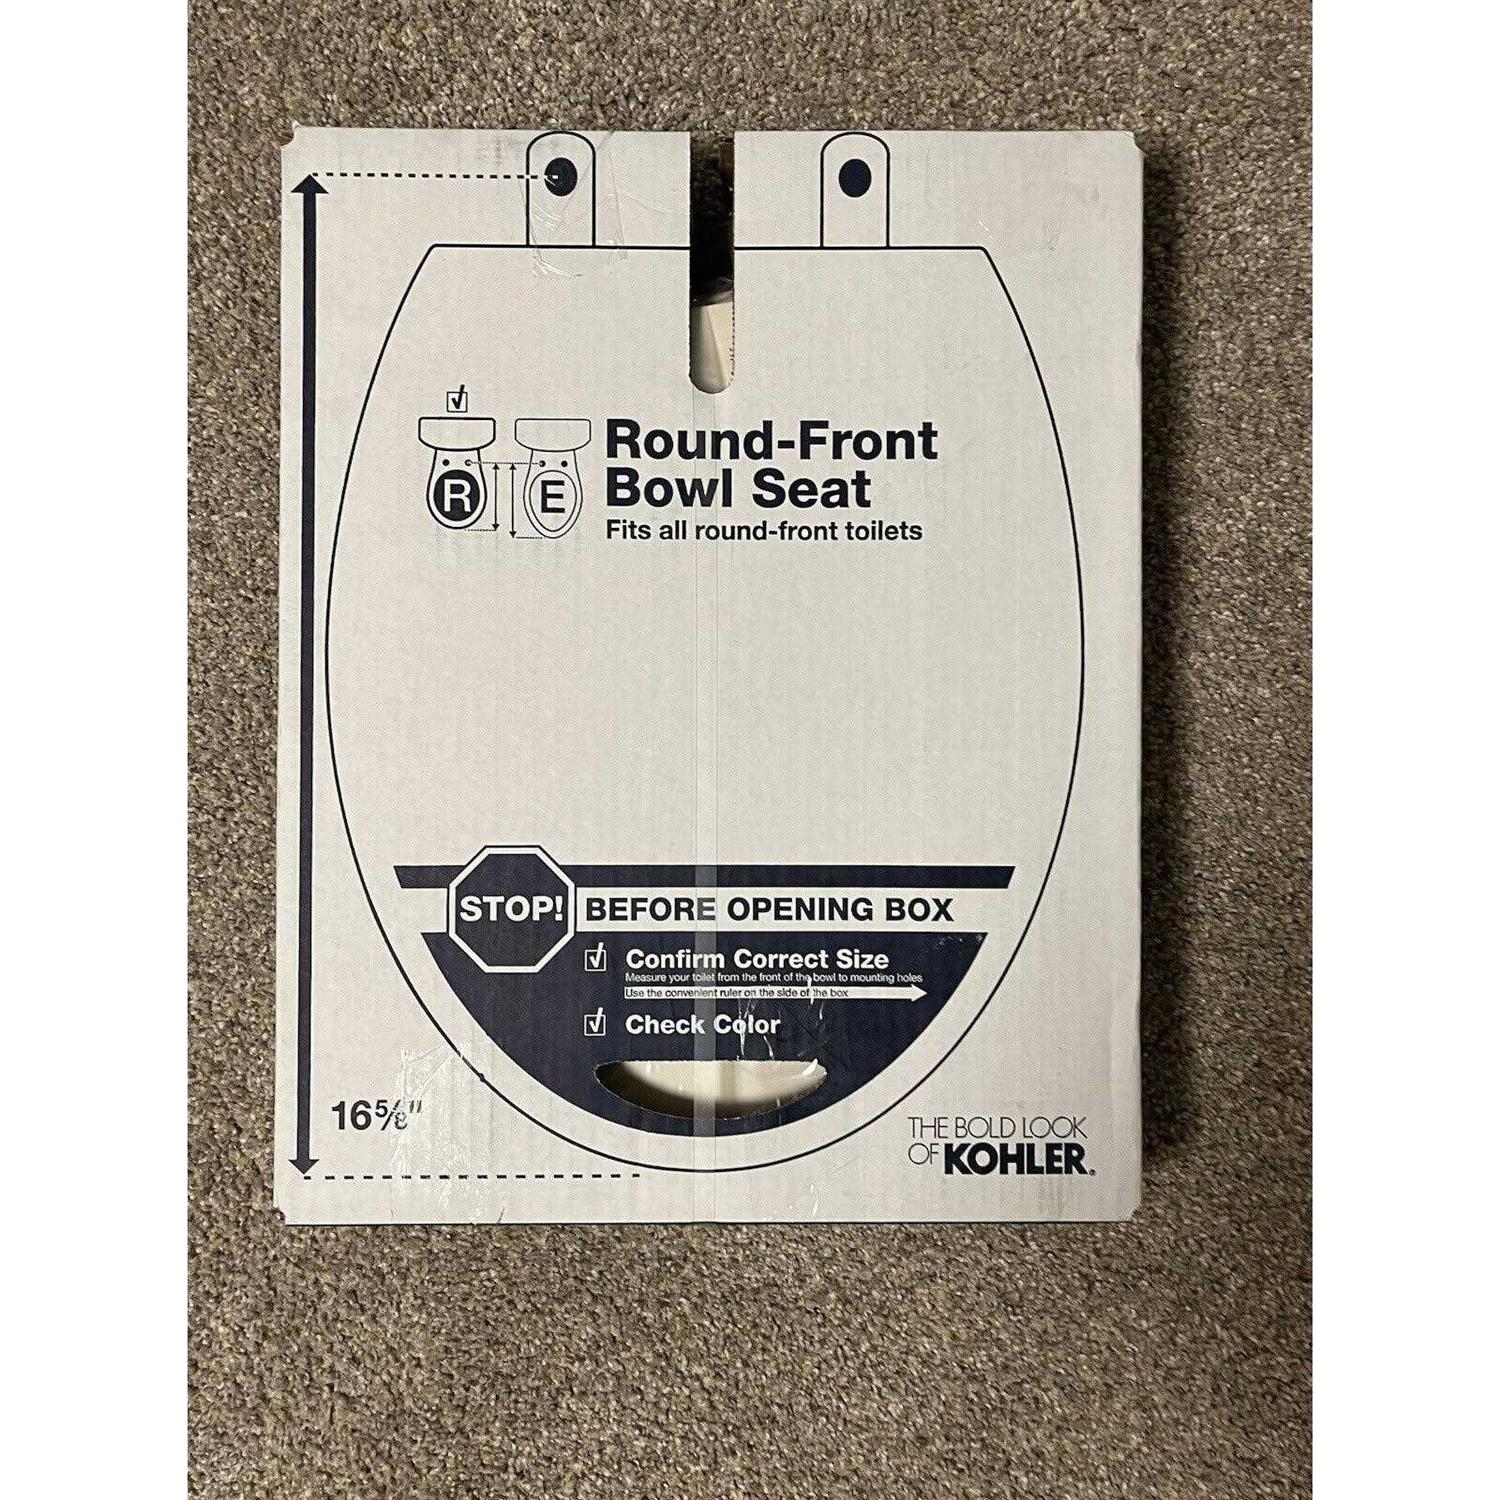 R E
Round-Front
Bowl Seat
Fits all round-front toilets
STOP! BEFORE OPENING BOX
Confirm Correct Size
Measure your toilet from the front of the bowl to mounting holes
Use the convenient ruler on the side of the box
Check Color
16 5/8"
THE BOLD LOOK
OF KOHLER®